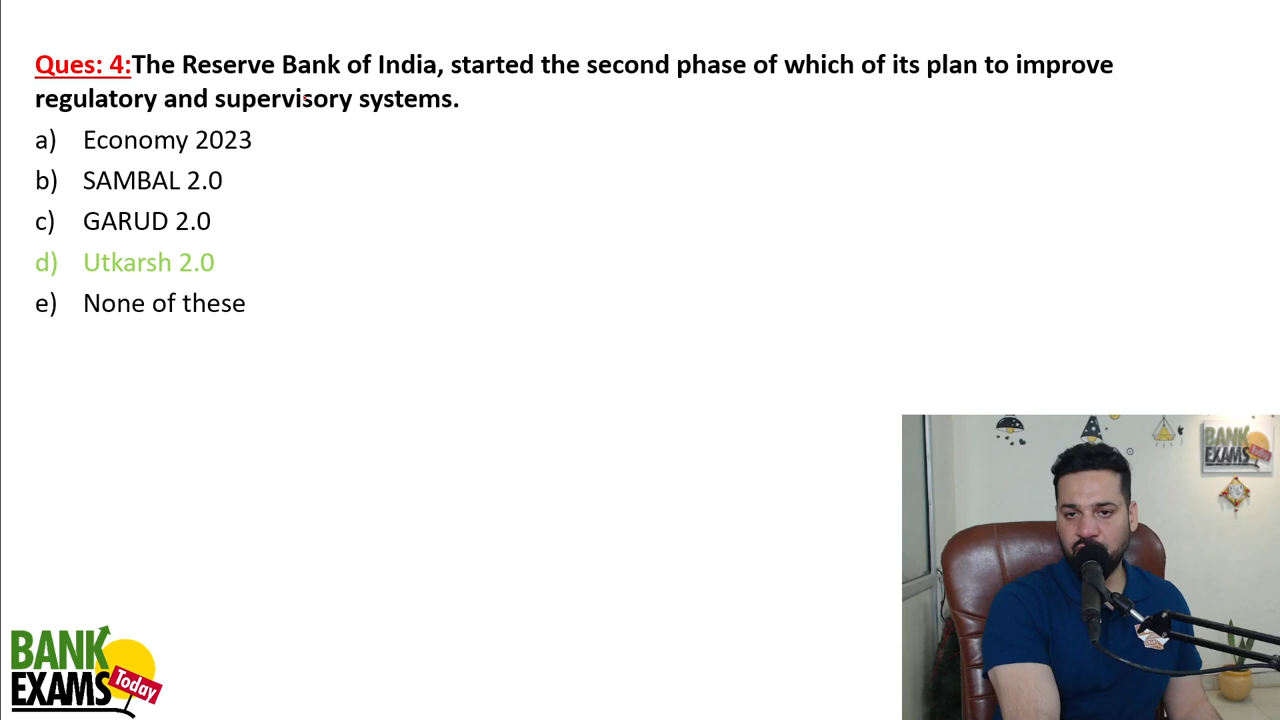 Ques: 4:The Reserve Bank of India, started the second phase of which of its plan to improve
regulatory and supervisory systems.
a) Economy 2023
b) SAMBAL 2.0
c) GARUD 2.0
d) Utkarsh 2.0
e) None of these
BANK
EXAMS
BANK
EXAMS
Today